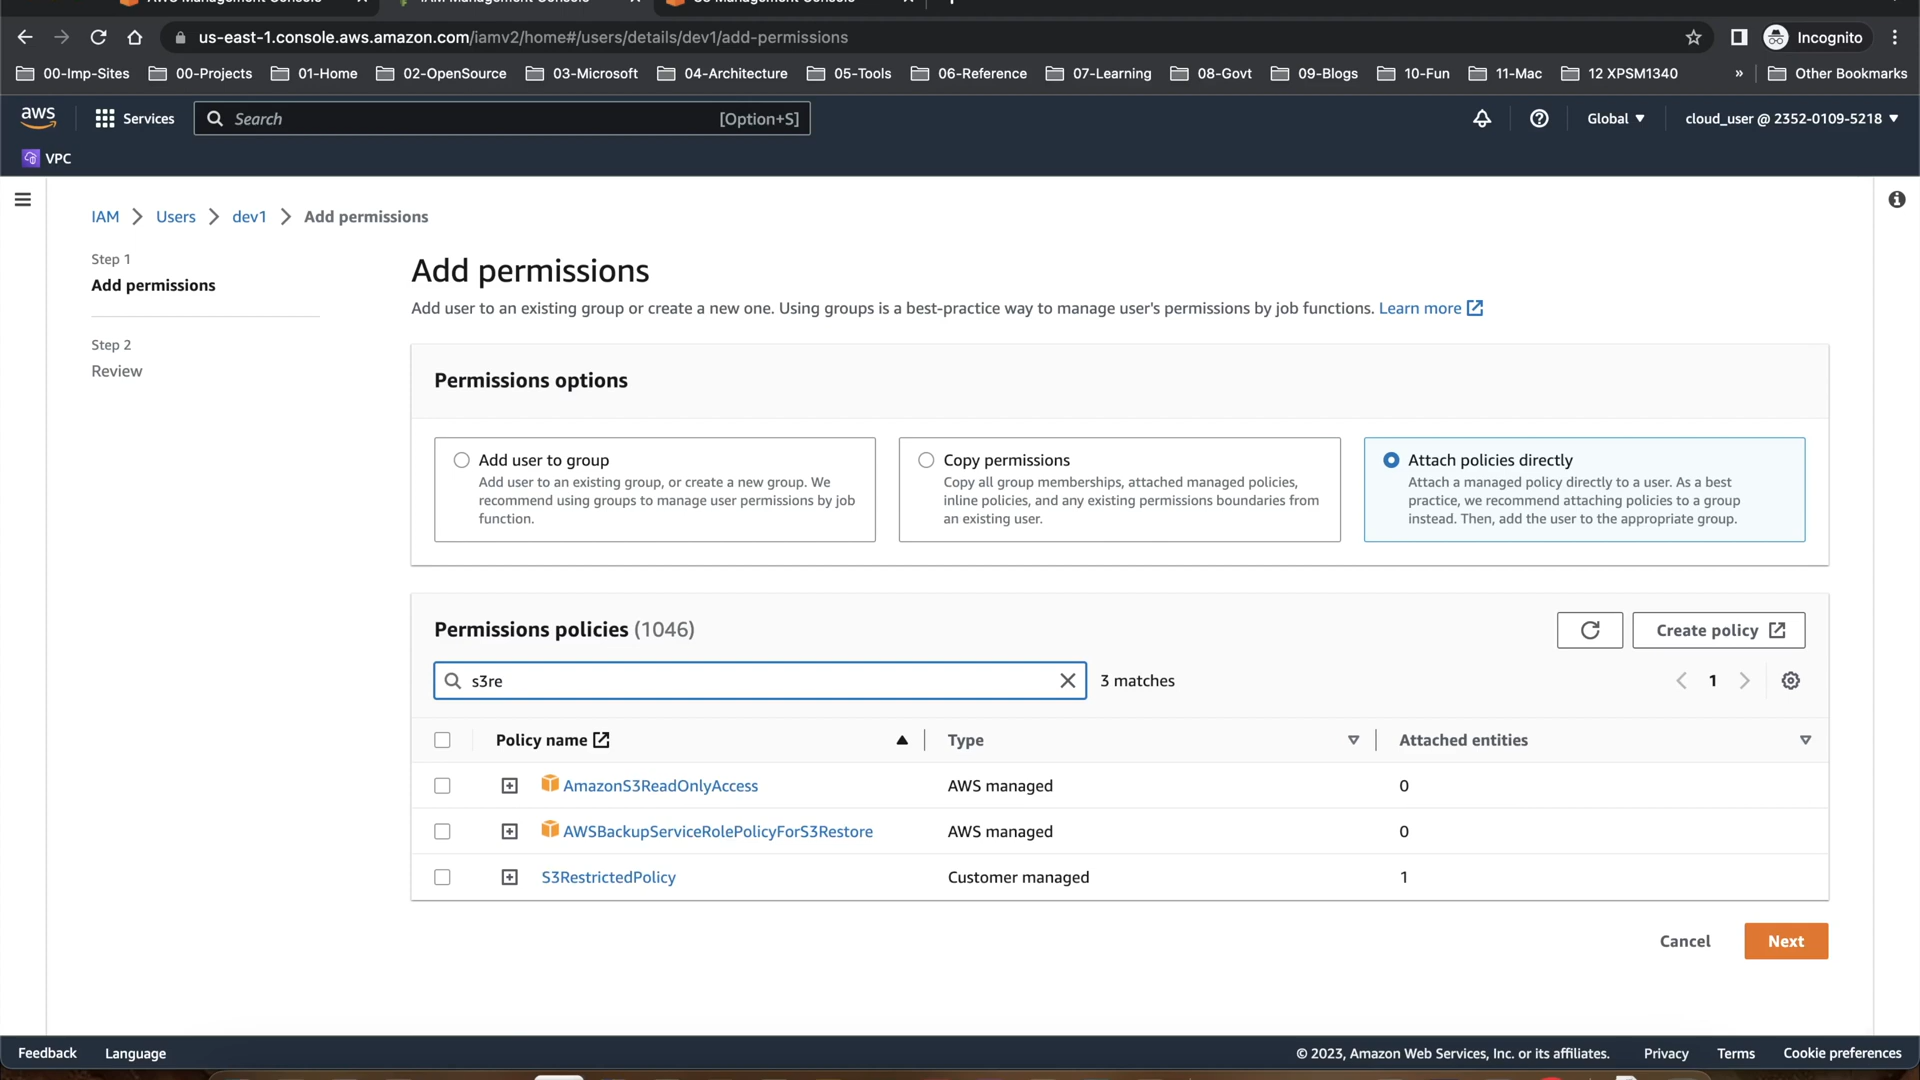 us-east-1.console.aws.amazon.com/iamv2/home#/users/details/dev1/add-permissions
Incognito
00-Imp-Sites
00-Projects
01-Home
02-OpenSource
03-Microsoft
04-Architecture
05-Tools
06-Reference
07-Learning
08-Govt
09-Blogs
10-Fun
11-Mac
12 XPSM1340
»
Other Bookmarks
aws
Services
Search
[Option+S]
Global
cloud_user @ 2352-0109-5218
VPC
IAM
Users
dev1
Add permissions
Step 1
Add permissions
Step 2
Review
Add permissions
Add user to an existing group or create a new one. Using groups is a best-practice way to manage user's permissions by job functions. Learn more
Permissions options
Add user to group
Add user to an existing group, or create a new group. We
recommend using groups to manage user permissions by job
function.
Copy permissions
Copy all group memberships, attached managed policies,
inline policies, and any existing permissions boundaries from
an existing user.
Attach policies directly
Attach a managed policy directly to a user. As a best
practice, we recommend attaching policies to a group
instead. Then, add the user to the appropriate group.
Permissions policies (1046)
Create policy
s3re
3 matches
1
Policy name
Type
Attached entities
AmazonS3ReadOnlyAccess
AWS managed
0
AWSBackupServiceRolePolicyForS3Restore
AWS managed
0
S3RestrictedPolicy
Customer managed
1
Cancel
Next
Feedback
Language
© 2023, Amazon Web Services, Inc. or its affiliates.
Privacy
Terms
Cookie preferences